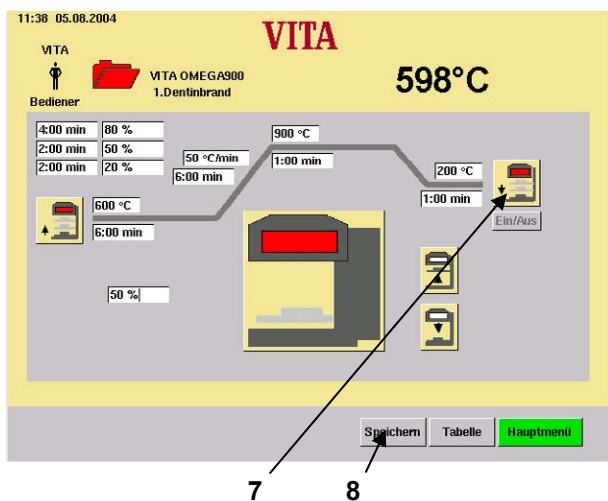 11:38 05.08.2004
VITA
VITA
Bediener
VITA OMEGA900
1.Dentinbrand
598°C
4:00 min 80 %
2:00 min 50 %
2:00 min 20 %
50 °C/min
6:00 min
900 °C
1:00 min
200 °C
1:00 min
Ein/Aus
600 °C
6:00 min
50 %
Speichern Tabelle Hauptmenü
7 8